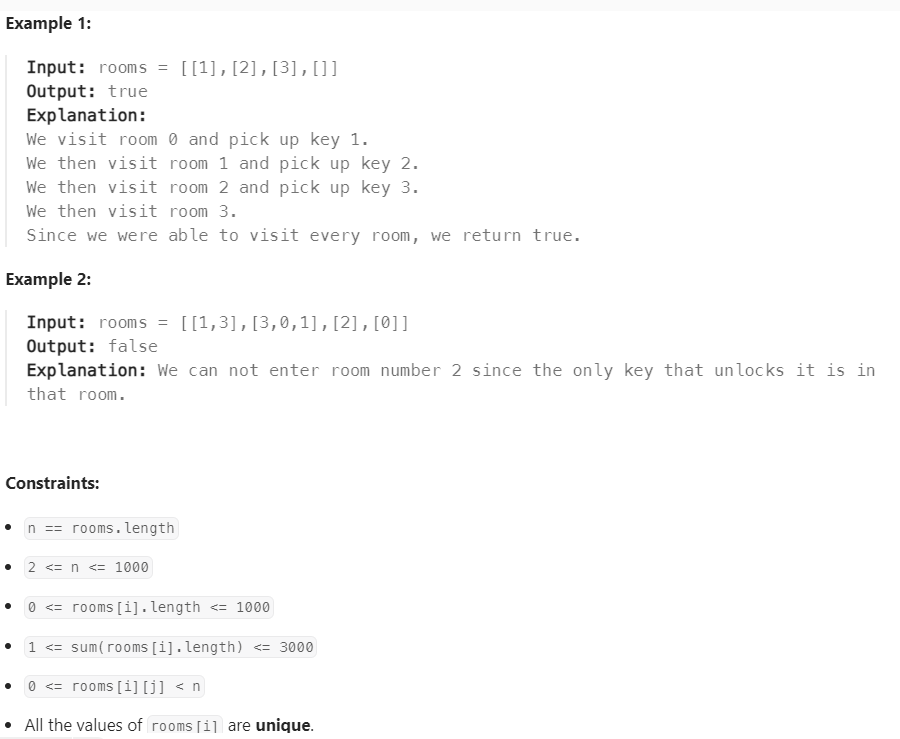 Example 1:
Input: rooms = [[1],[2],[3],[]]
Output: true
Explanation:
We visit room 0 and pick up key 1.
We then visit room 1 and pick up key 2.
We then visit room 2 and pick up key 3.
We then visit room 3.
Since we were able to visit every room, we return true.
Example 2:
Input: rooms = [[1,3],[3,0,1],[2],[0]]
Output: false
Explanation: We can not enter room number 2 since the only key that unlocks it is in
that room.
Constraints:
• n == rooms.length
• 2 <= n <= 1000
• 0 <= rooms[i].length <= 1000
• 1 <= sum(rooms[i].length) <= 3000
• 0 <= rooms[i][j] < n
• All the values of rooms[i] are unique.